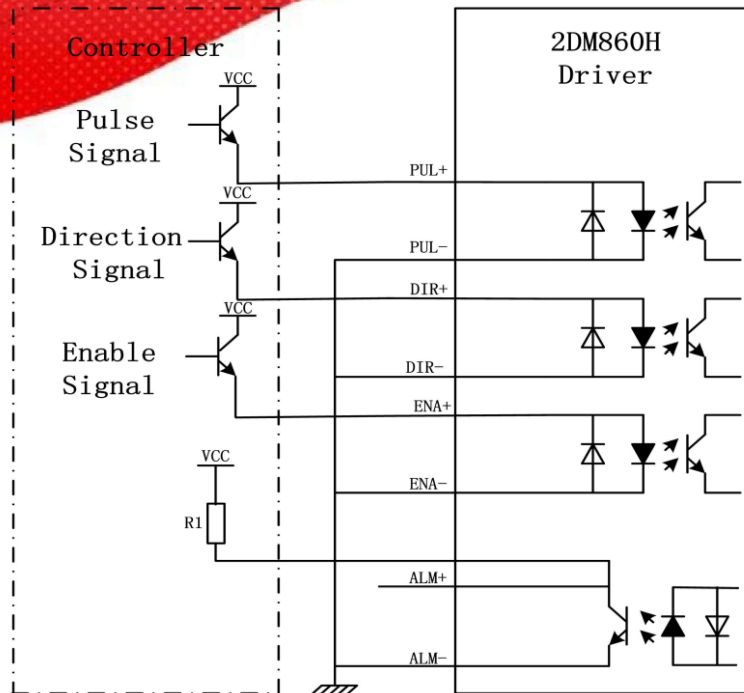 Controller
2DM860H
Driver
VCC
Pulse
Signal
PUL+
VCC
Direction
Signal
PUL-
DIR+
VCC
Enable
Signal
DIR-
ENA+
VCC
ENA-
R1
ALM+
ALM-